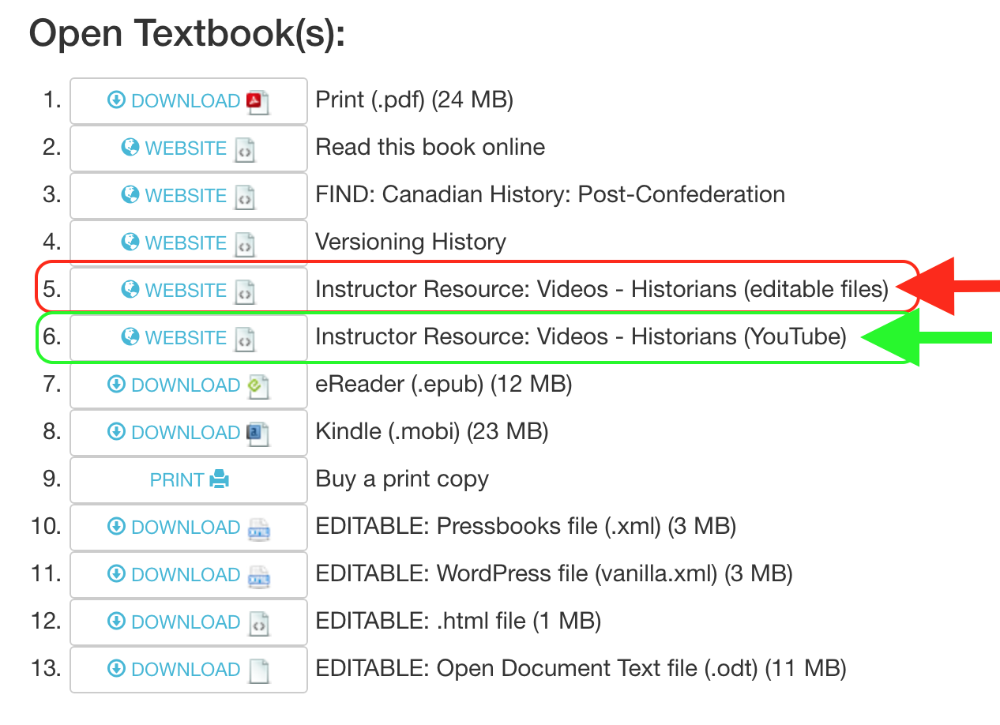 Open Textbook(s):
1. DOWNLOAD Print (.pdf) (24 MB)
2. WEBSITE Read this book online
3. WEBSITE FIND: Canadian History: Post-Confederation
4. WEBSITE Versioning History
5. WEBSITE Instructor Resource: Videos - Historians (editable files)
6. WEBSITE Instructor Resource: Videos - Historians (YouTube)
7. DOWNLOAD eReader (.epub) (12 MB)
8. DOWNLOAD Kindle (.mobi) (23 MB)
9. PRINT Buy a print copy
10. DOWNLOAD EDITABLE: Pressbooks file (.xml) (3 MB)
11. DOWNLOAD EDITABLE: WordPress file (vanilla.xml) (3 MB)
12. DOWNLOAD EDITABLE: .html file (1 MB)
13. DOWNLOAD EDITABLE: Open Document Text file (.odt) (11 MB)